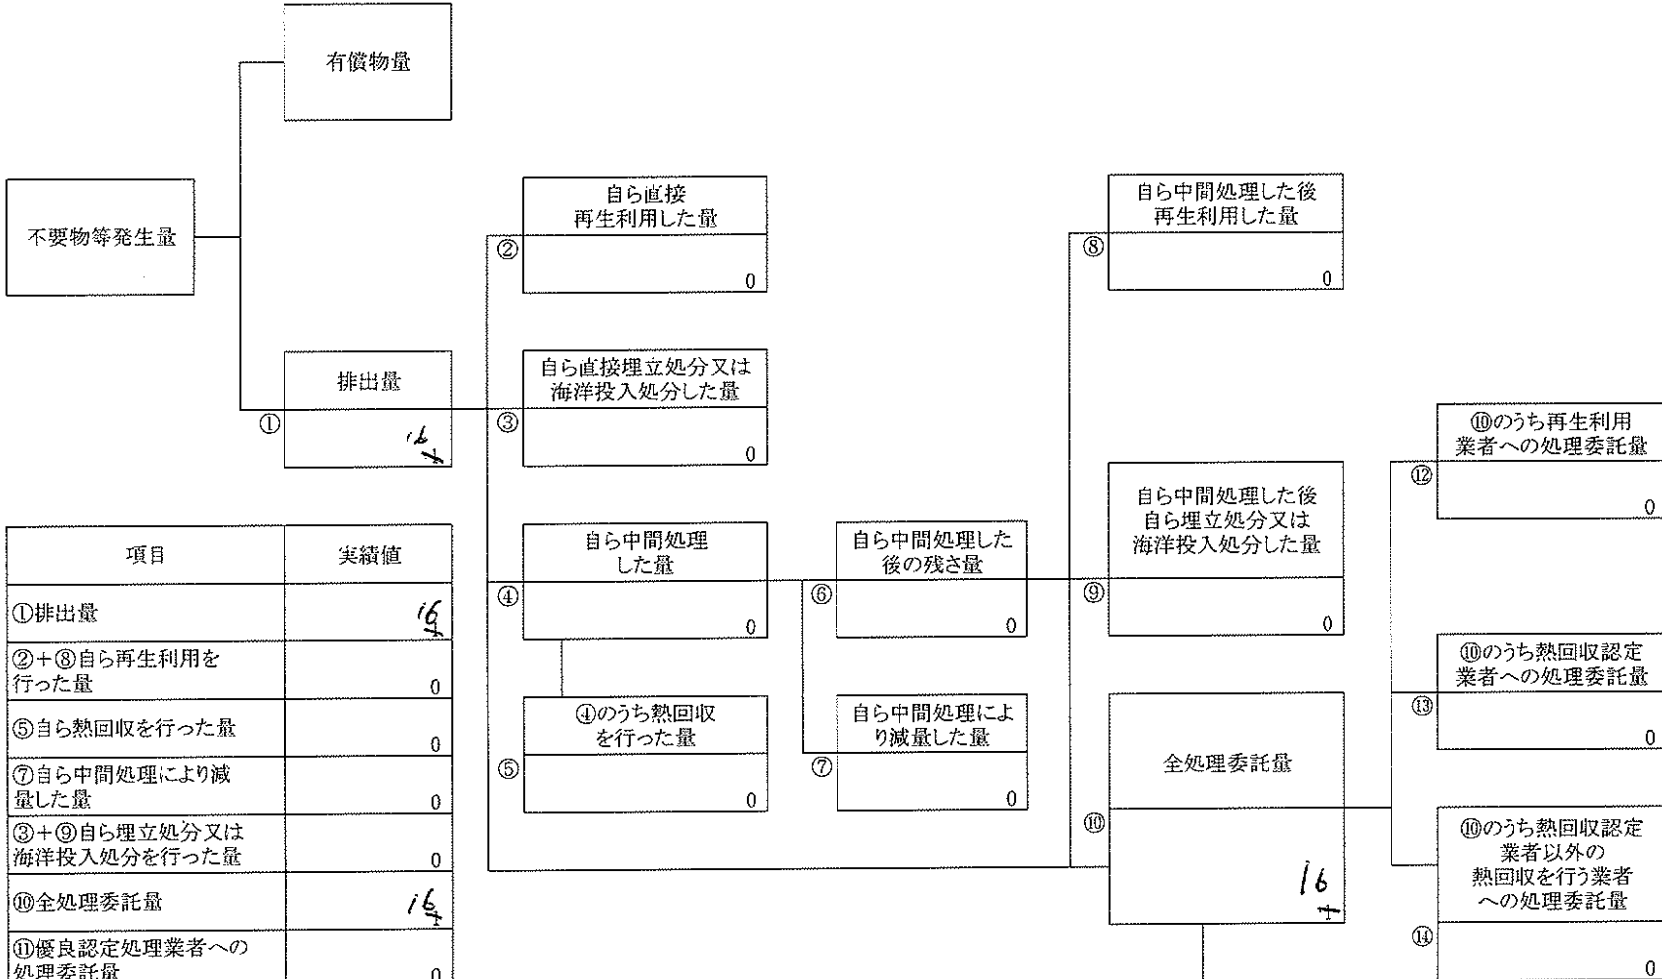 有償物量
不要物等発生量
排出量
①
16
自ら直接
再生利用した量
②
0
自ら直接埋立処分又は
海洋投入処分した量
③
0
自ら中間処理
した量
④
0
④のうち熱回収
を行った量
⑤
0
自ら中間処理した
後の残さ量
⑥
0
自ら中間処理によ
り減量した量
⑦
0
自ら中間処理した後
再生利用した量
⑧
0
自ら中間処理した後
自ら埋立処分又は
海洋投入処分した量
⑨
0
全処理委託量
⑩
16
⑩のうち再生利用
業者への処理委託量
⑫
0
⑩のうち熱回収認定
業者への処理委託量
⑬
0
⑩のうち熱回収認定
業者以外の
熱回収を行う業者
への処理委託量
⑭
0
項目 実績値
①排出量 16
②+⑧自ら再生利用を
行った量 0
⑤自ら熱回収を行った量 0
⑦自ら中間処理により減
量した量 0
③+⑨自ら埋立処分又は
海洋投入処分を行った量 0
⑩全処理委託量 16
⑪優良認定処理業者への
処理委託量 0